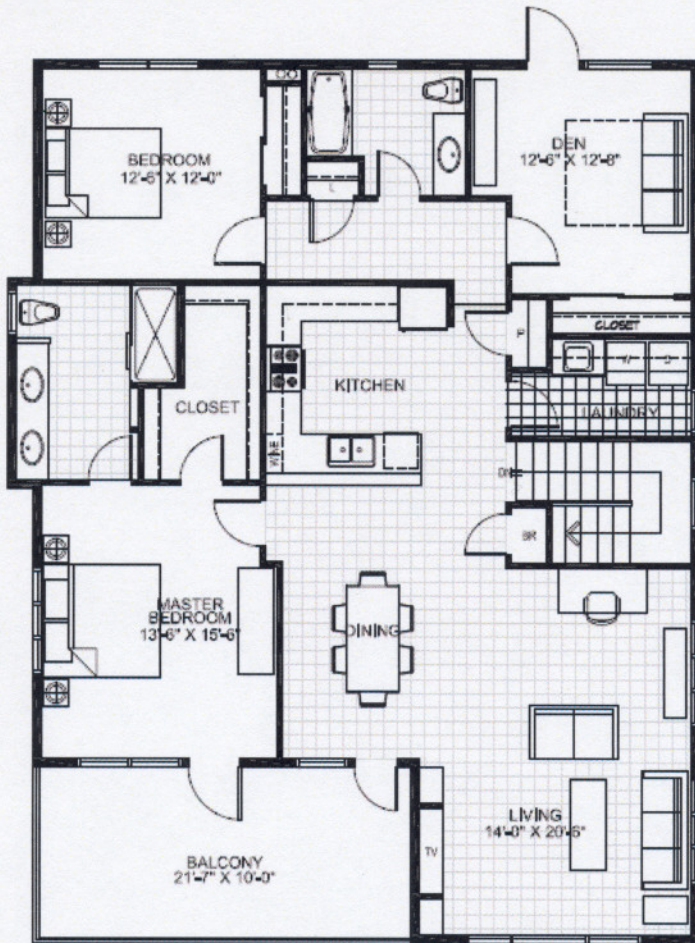 BEDROOM
12'-6" X 12'-0"
L
DEN
12'-6" X 12'-8"
CLOSET
P
W
D
LAUNDRY
CLOSET
KITCHEN
WINE
DN
BR
MASTER
BEDROOM
13'-6" X 15'-6"
DINING
LIVING
14'-0" X 20'-6"
TV
BALCONY
21'-7" X 10'-0"